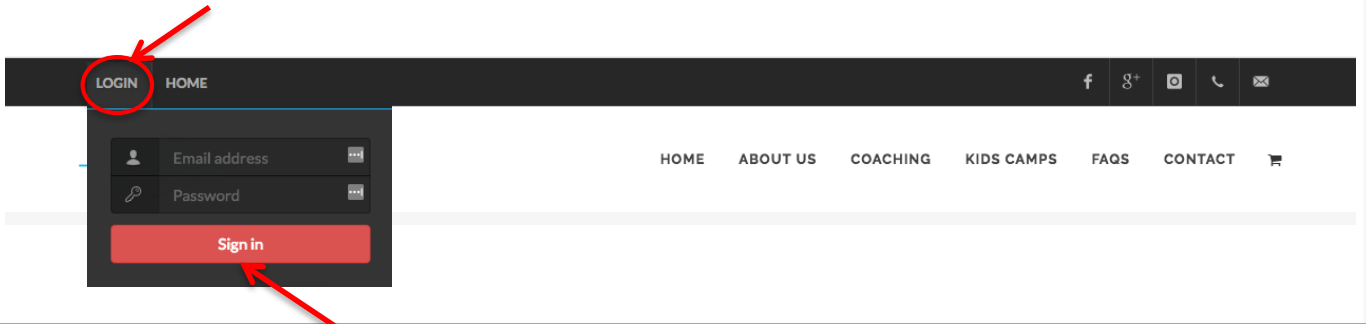 LOGIN HOME
Email address
HOME ABOUT US COACHING KIDS CAMPS FAQS CONTACT
Password
Sign in